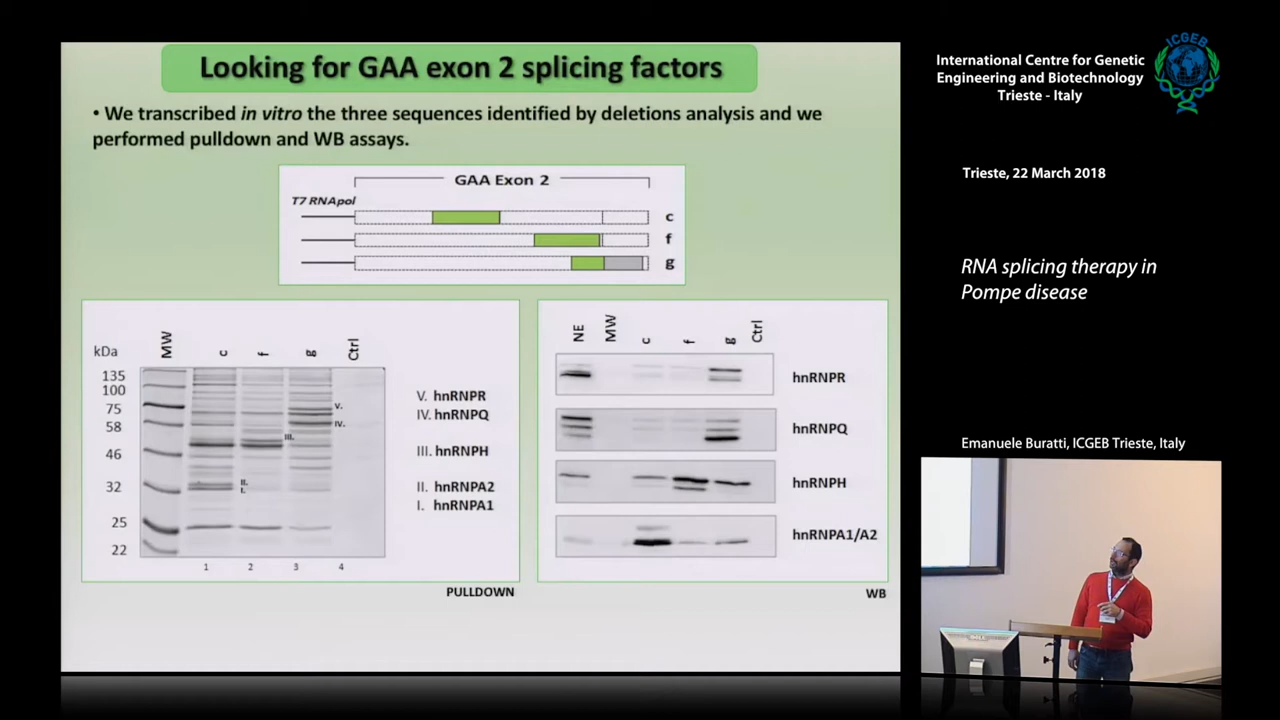 Looking for GAA exon 2 splicing factors
• We transcribed in vitro the three sequences identified by deletions analysis and we
performed pulldown and WB assays.
GAA Exon 2
T7 RNApol
c
f
g
kDa
MW
c
f
g
Ctrl
135
100
75
58
46
32
25
22
V.
IV.
III.
II.
I.
1
2
3
4
V. hnRNPR
IV. hnRNPQ
III. hnRNPH
II. hnRNPA2
I. hnRNPA1
PULLDOWN
NE
MW
c
f
g
Ctrl
hnRNPR
hnRNPQ
hnRNPH
hnRNPA1/A2
WB
ICGEB
International Centre for Genetic
Engineering and Biotechnology
Trieste - Italy
Trieste, 22 March 2018
RNA splicing therapy in
Pompe disease
Emanuele Buratti, ICGEB Trieste, Italy
DELL